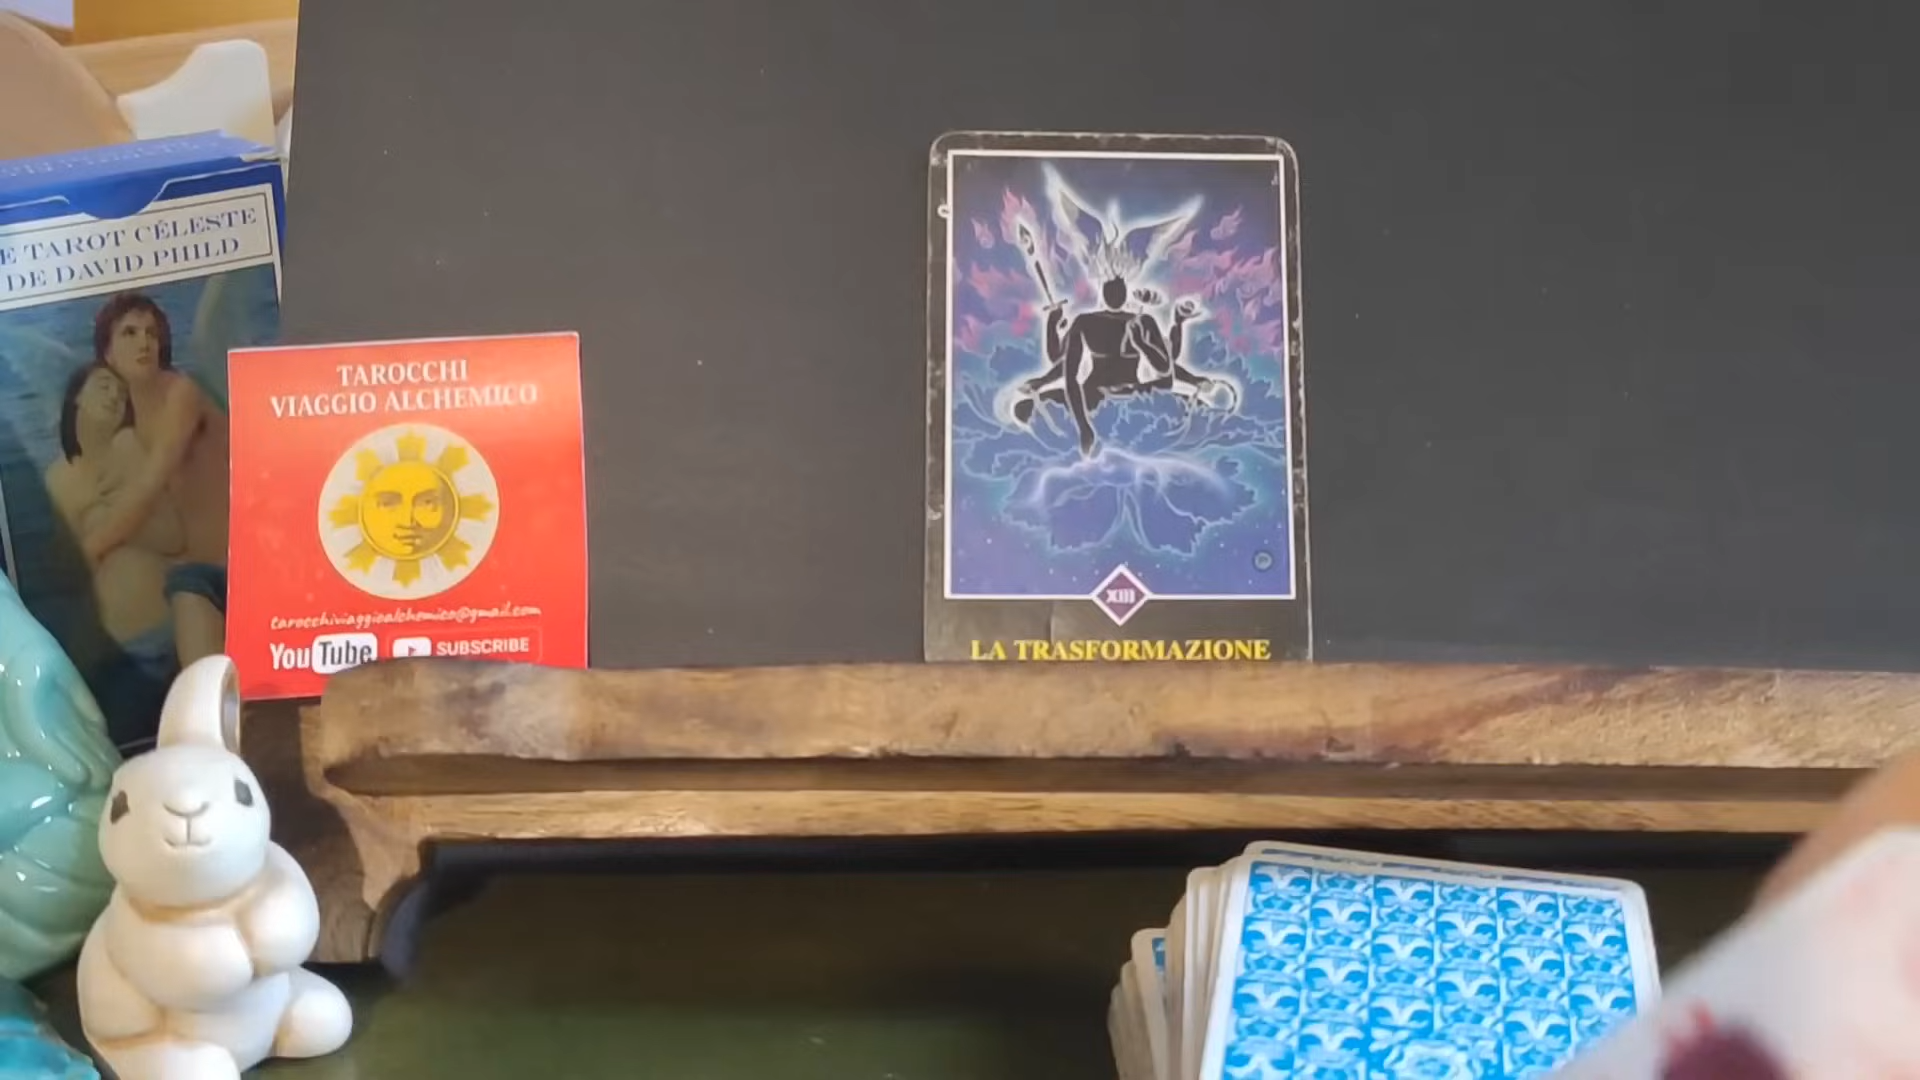 E TAROT CÉLESTE
DE DAVID PHILD
TAROCCHI
VIAGGIO ALCHEMICO
tarocchiviaggioalchemico@gmail.com
YouTube
SUBSCRIBE
XIII
LA TRASFORMAZIONE